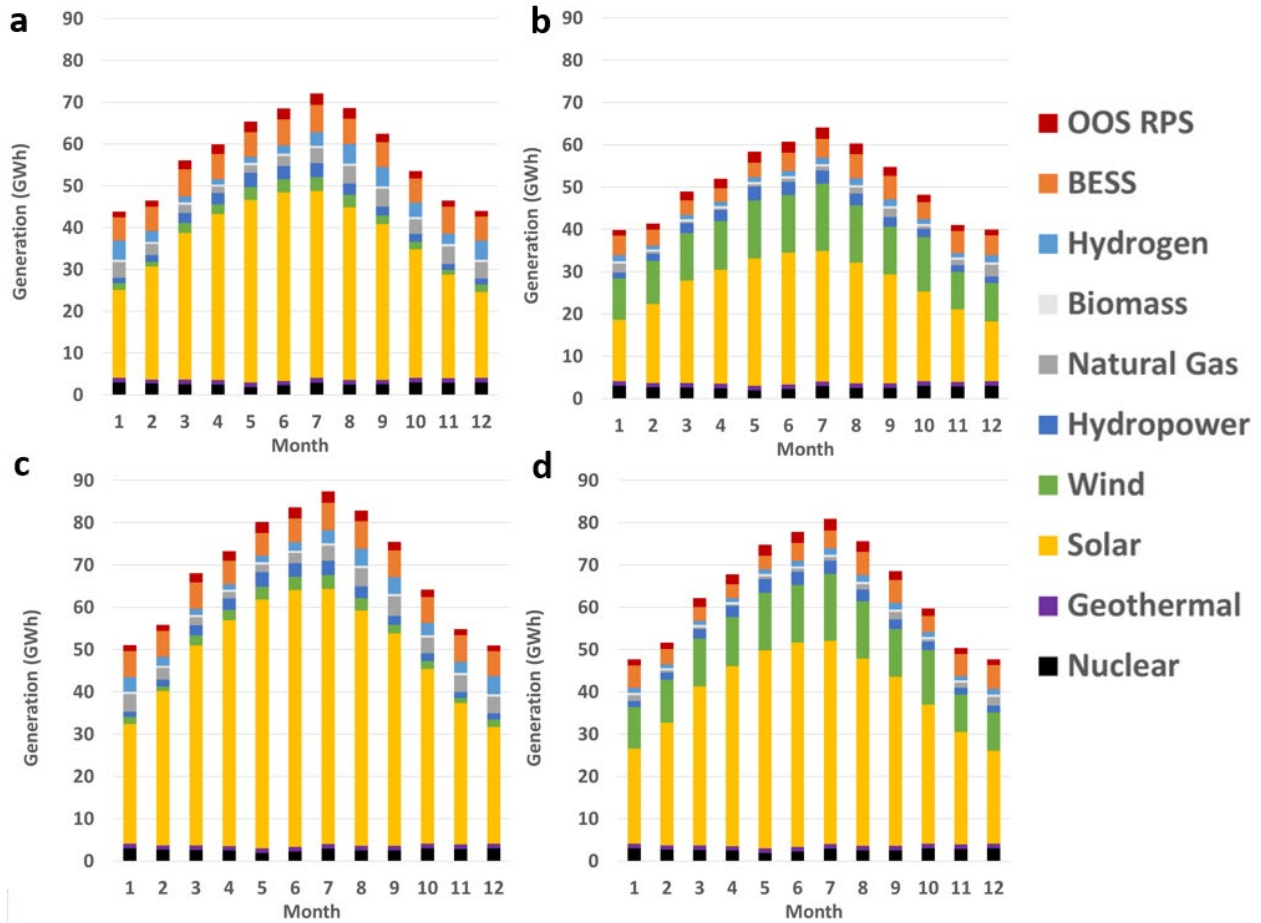 a
90
80
70
60
50
40
30
20
10
0
Generation (GWh)
1 2 3 4 5 6 7 8 9 10 11 12
Month
b
90
80
70
60
50
40
30
20
10
0
Generation (GWh)
1 2 3 4 5 6 7 8 9 10 11 12
Month
c
90
80
70
60
50
40
30
20
10
0
Generation (GWh)
1 2 3 4 5 6 7 8 9 10 11 12
Month
d
90
80
70
60
50
40
30
20
10
0
Generation (GWh)
1 2 3 4 5 6 7 8 9 10 11 12
Month
OOS RPS
BESS
Hydrogen
Biomass
Natural Gas
Hydropower
Wind
Solar
Geothermal
Nuclear